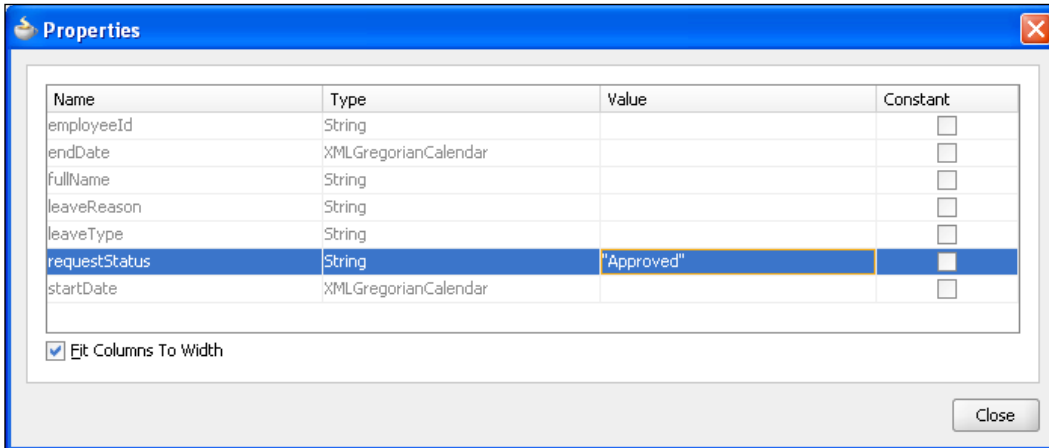 Properties
Name Type Value Constant
employeeId String
endDate XMLGregorianCalendar
fullName String
leaveReason String
leaveType String
requestStatus String "Approved"
startDate XMLGregorianCalendar
Fit Columns To Width
Close